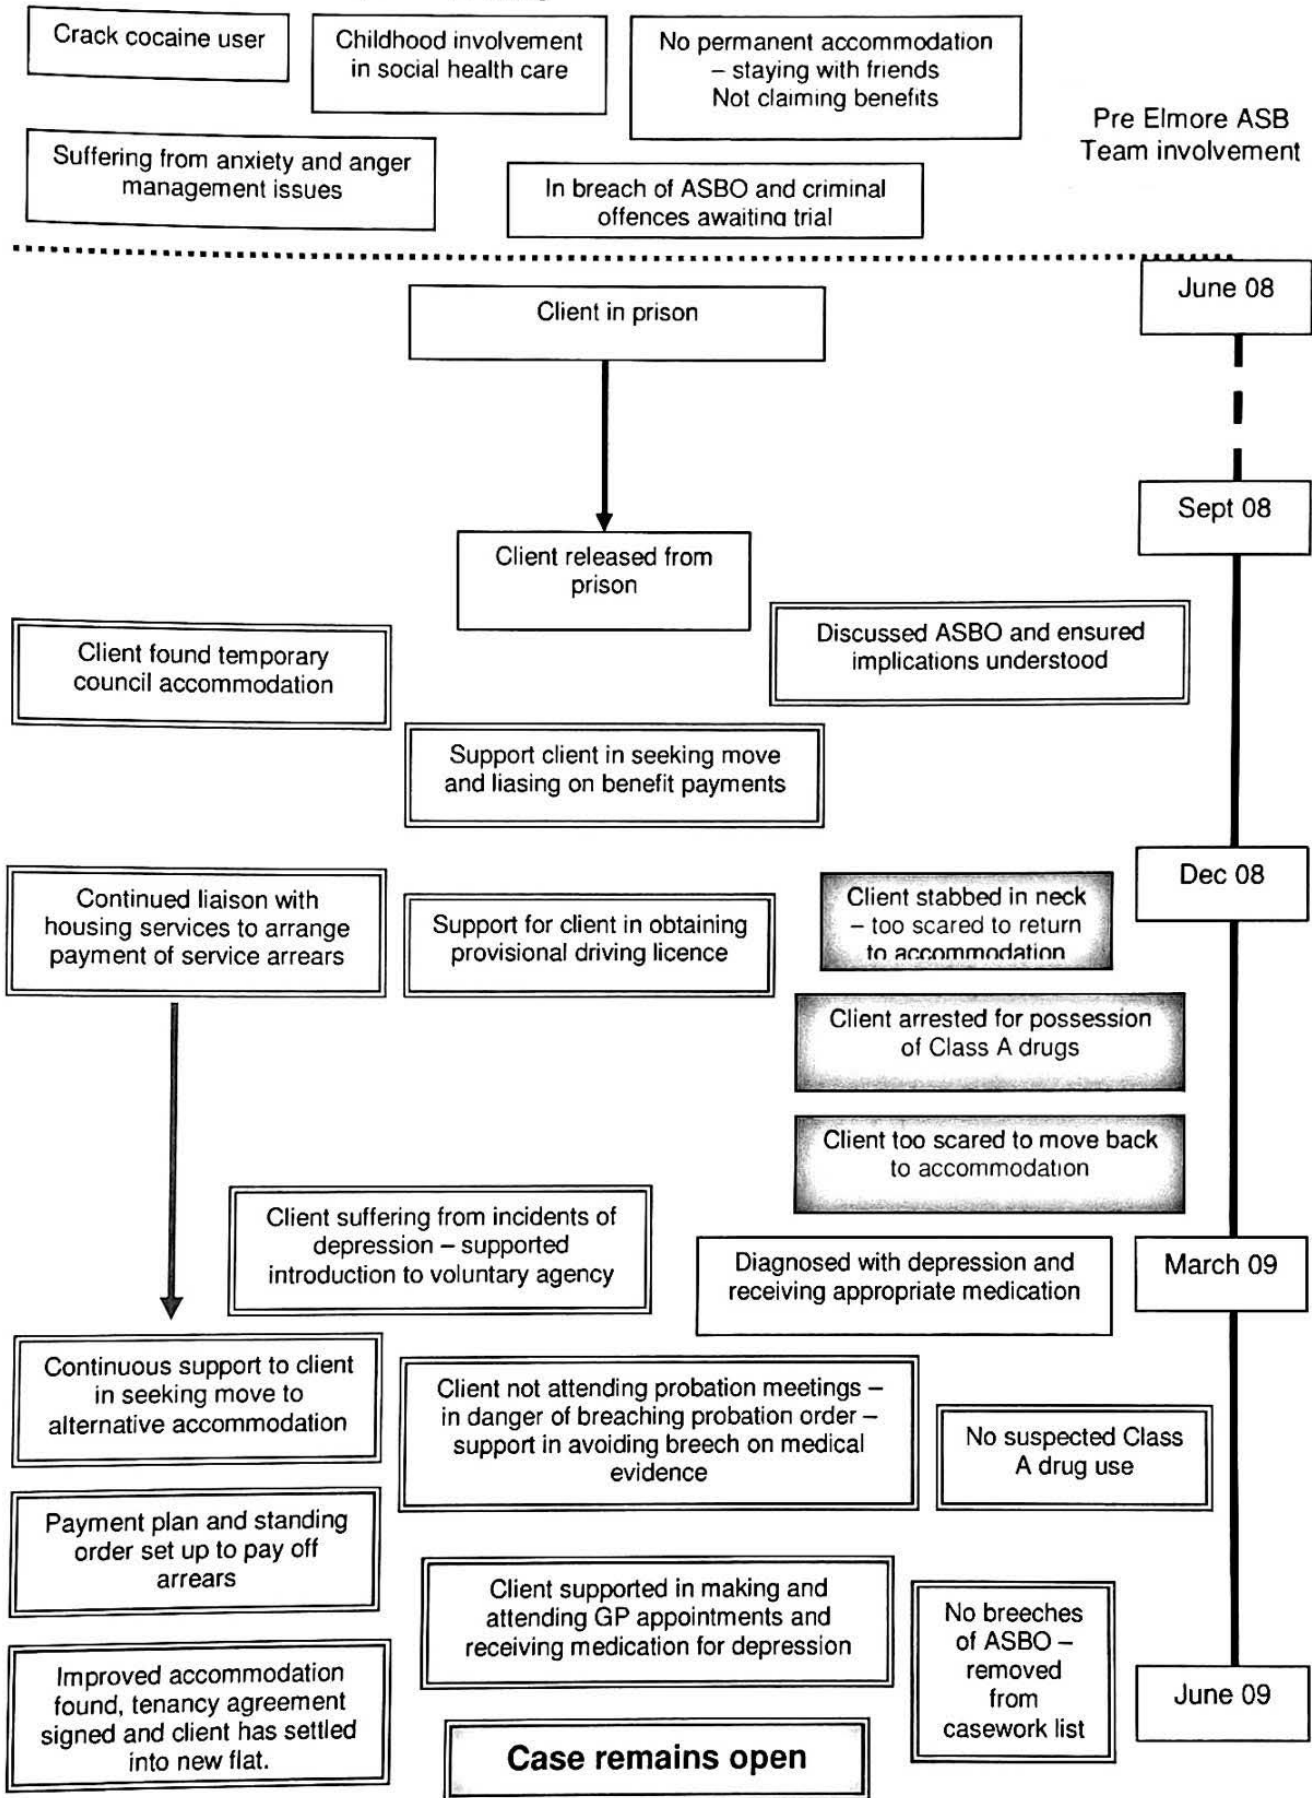 Crack cocaine user
Childhood involvement
in social health care
No permanent accommodation
– staying with friends
Not claiming benefits
Pre Elmore ASB
Team involvement
Suffering from anxiety and anger
management issues
In breach of ASBO and criminal
offences awaiting trial
June 08
Client in prison
Sept 08
Client released from
prison
Client found temporary
council accommodation
Discussed ASBO and ensured
implications understood
Support client in seeking move
and liasing on benefit payments
Dec 08
Continued liaison with
housing services to arrange
payment of service arrears
Support for client in obtaining
provisional driving licence
Client stabbed in neck
– too scared to return
to accommodation
Client arrested for possession
of Class A drugs
Client too scared to move back
to accommodation
Client suffering from incidents of
depression – supported
introduction to voluntary agency
Diagnosed with depression and
receiving appropriate medication
March 09
Continuous support to client
in seeking move to
alternative accommodation
Client not attending probation meetings –
in danger of breaching probation order –
support in avoiding breech on medical
evidence
No suspected Class
A drug use
Payment plan and standing
order set up to pay off
arrears
Client supported in making and
attending GP appointments and
receiving medication for depression
No breeches
of ASBO –
removed
from
casework list
June 09
Improved accommodation
found, tenancy agreement
signed and client has settled
into new flat.
Case remains open